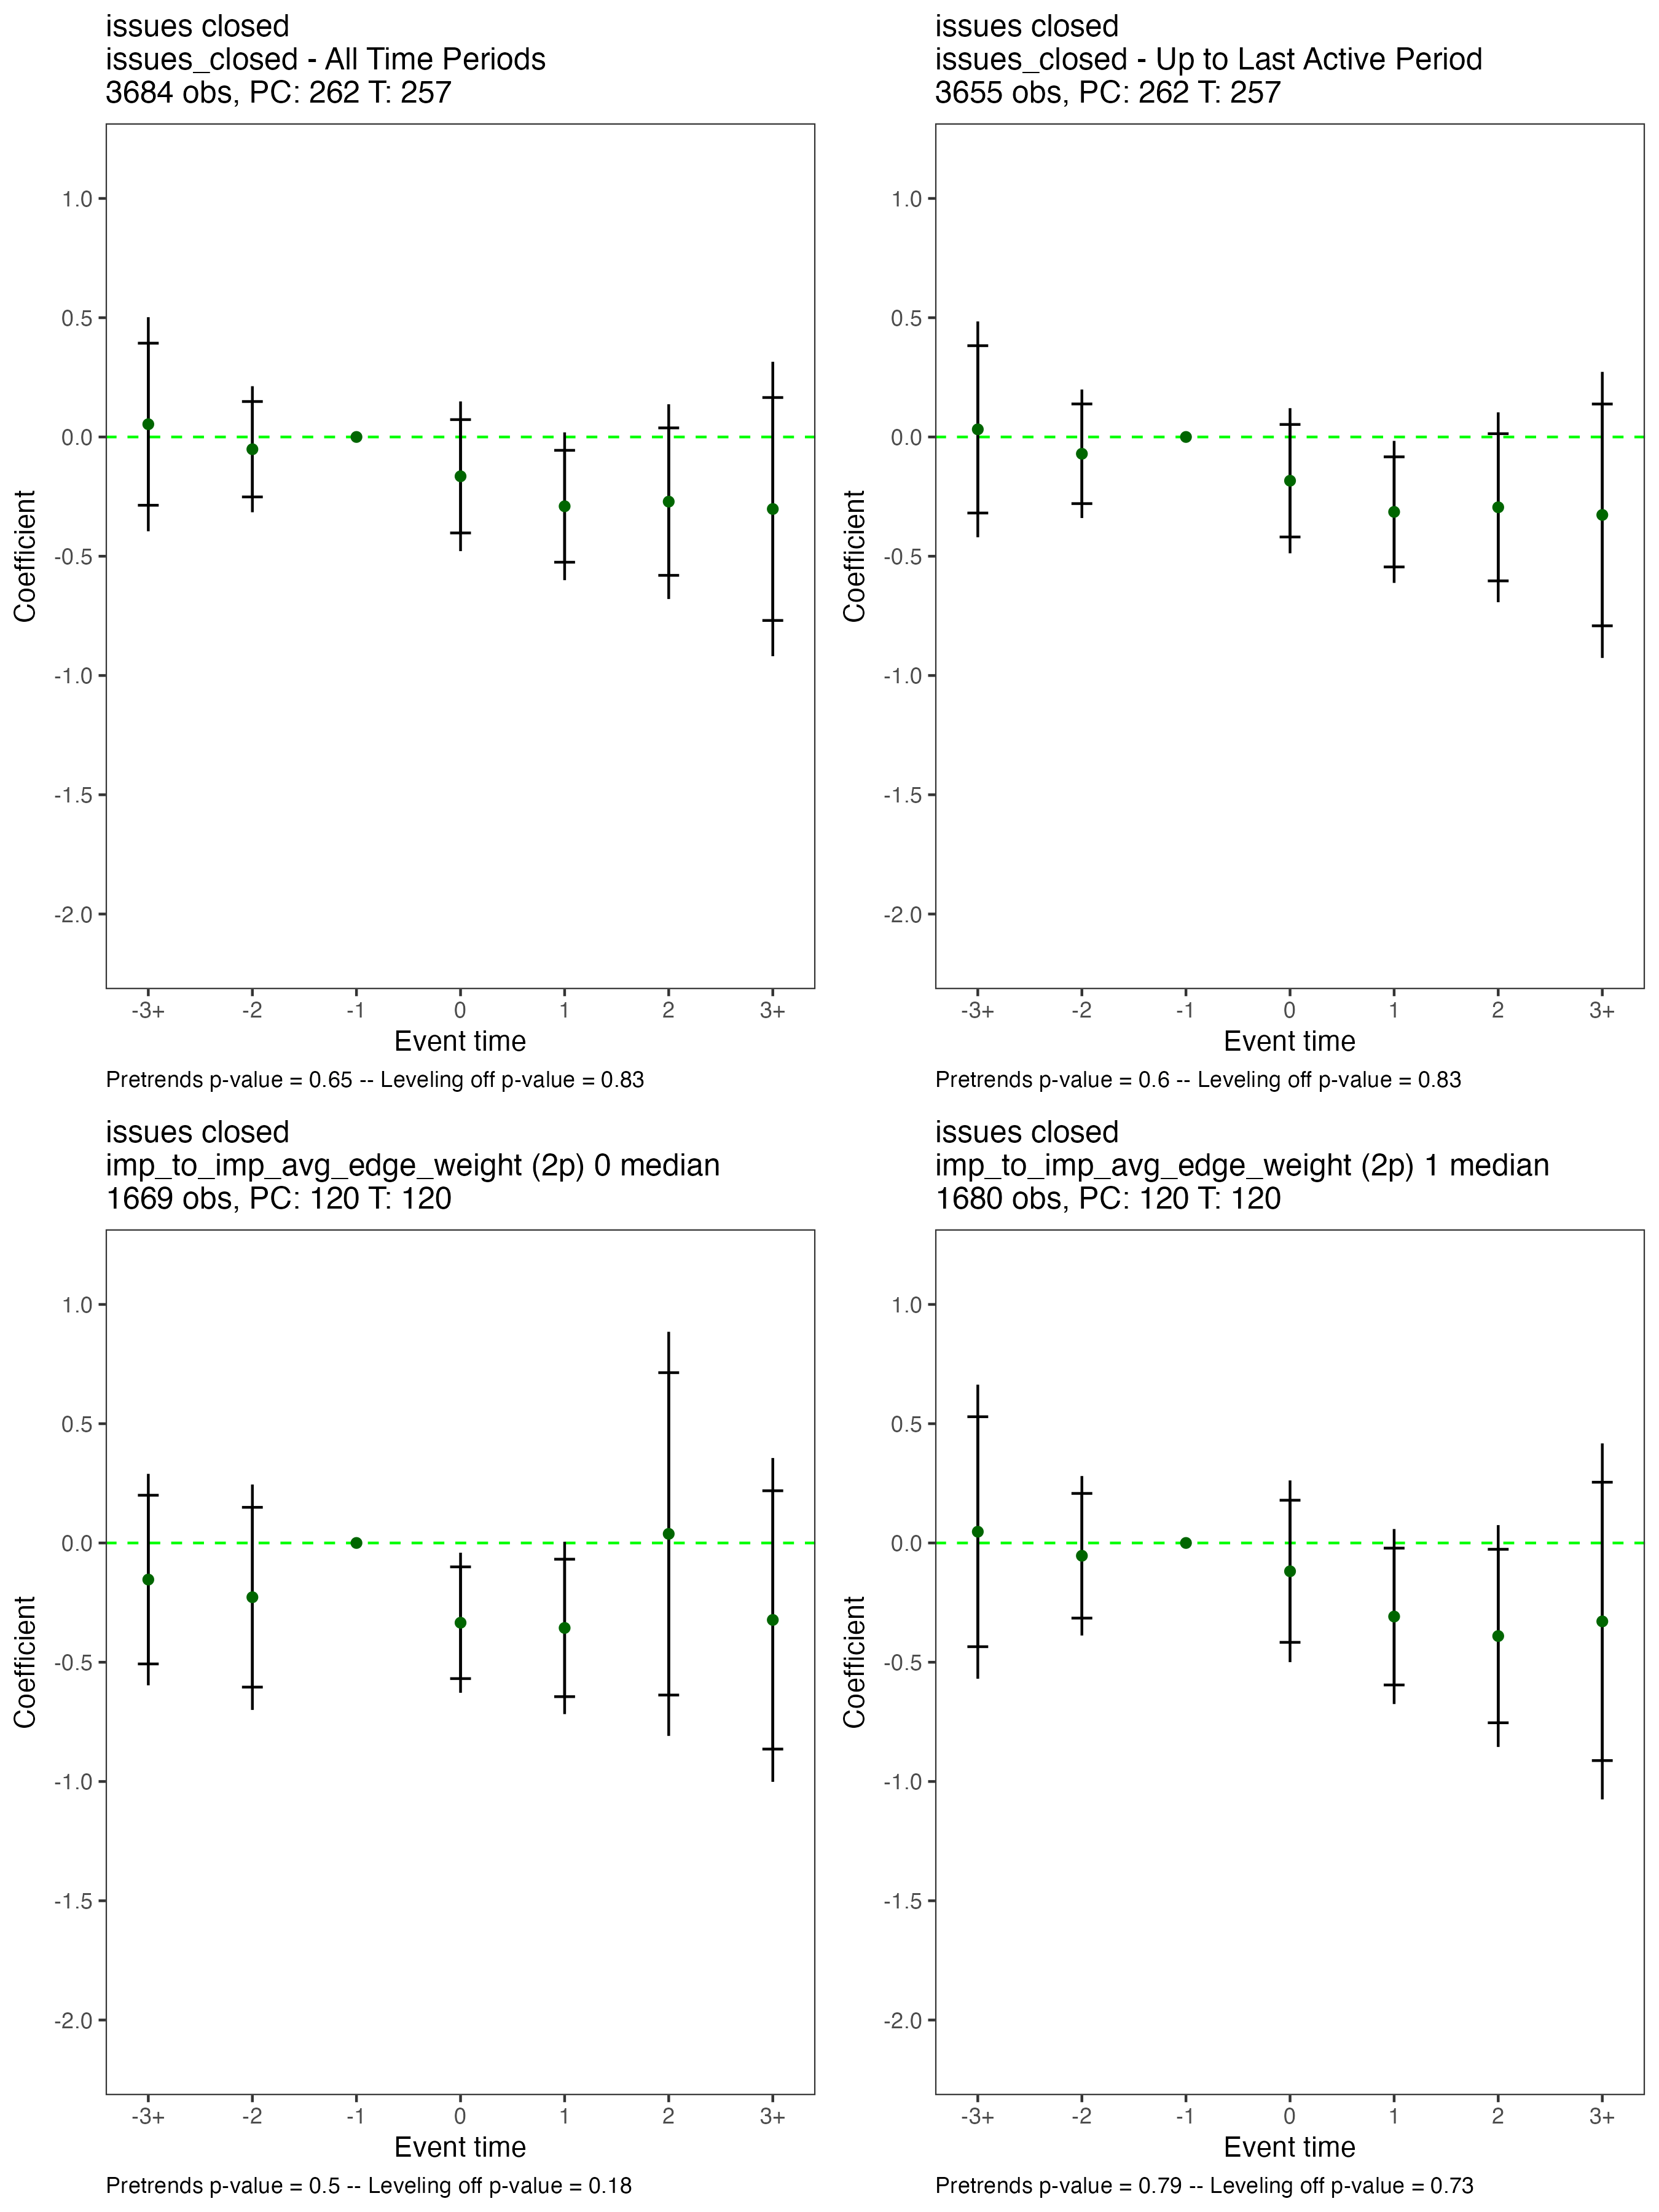 issues closed
issues_closed - All Time Periods
3684 obs, PC: 262 T: 257
1.0
0.5
0.0
-0.5
-1.0
-1.5
-2.0
Coefficient
-3+ -2 -1 0 1 2 3+
Event time
Pretrends p-value = 0.65 -- Leveling off p-value = 0.83
issues closed
issues_closed - Up to Last Active Period
3655 obs, PC: 262 T: 257
1.0
0.5
0.0
-0.5
-1.0
-1.5
-2.0
Coefficient
-3+ -2 -1 0 1 2 3+
Event time
Pretrends p-value = 0.6 -- Leveling off p-value = 0.83
issues closed
imp_to_imp_avg_edge_weight (2p) 0 median
1669 obs, PC: 120 T: 120
1.0
0.5
0.0
-0.5
-1.0
-1.5
-2.0
Coefficient
-3+ -2 -1 0 1 2 3+
Event time
Pretrends p-value = 0.5 -- Leveling off p-value = 0.18
issues closed
imp_to_imp_avg_edge_weight (2p) 1 median
1680 obs, PC: 120 T: 120
1.0
0.5
0.0
-0.5
-1.0
-1.5
-2.0
Coefficient
-3+ -2 -1 0 1 2 3+
Event time
Pretrends p-value = 0.79 -- Leveling off p-value = 0.73